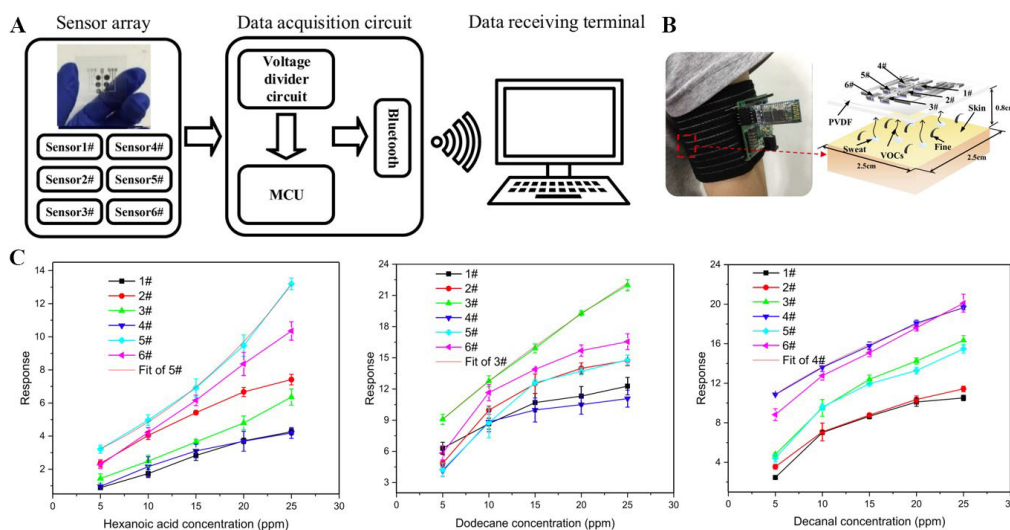 A
Sensor array
Data acquisition circuit
Data receiving terminal
Sensor1#
Sensor4#
Sensor2#
Sensor5#
Sensor3#
Sensor6#
Voltage
divider
circuit
MCU
Bluetooth
B
4#
5#
6#
1#
2#
3#
PVDF
Skin
0.8cm
Sweat
VOCs
Fine
2.5cm
2.5cm
C
Response
14
12
10
8
6
4
2
1#
2#
3#
4#
5#
6#
Fit of 5#
0 5 10 15 20 25 30
Hexanoic acid concentration (ppm)
Response
24
21
18
15
12
9
6
3
1#
2#
3#
4#
5#
6#
Fit of 3#
0 5 10 15 20 25 30
Dodecane concentration (ppm)
Response
24
20
16
12
8
4
1#
2#
3#
4#
5#
6#
Fit of 4#
0 5 10 15 20 25 30
Decanal concentration (ppm)